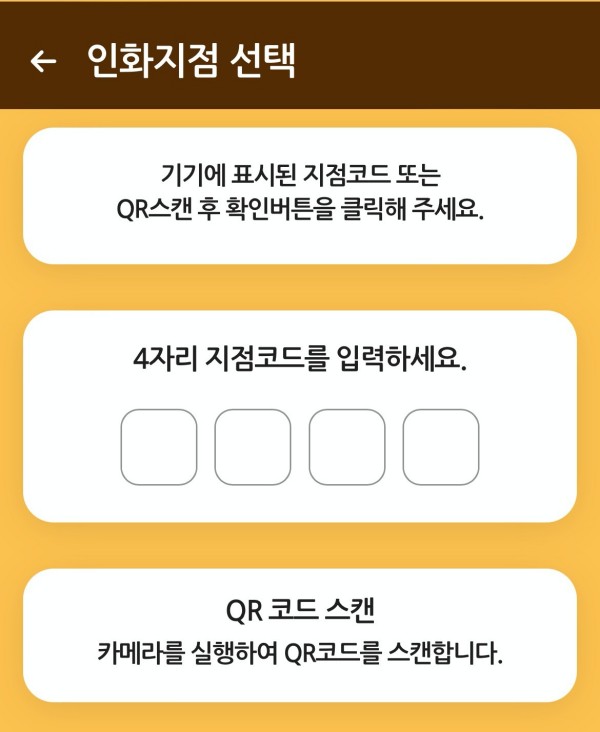 인화지점 선택
기기에 표시된 지점코드 또는
QR스캔 후 확인버튼을 클릭해 주세요.
4자리 지점코드를 입력하세요.
QR 코드 스캔
카메라를 실행하여 QR코드를 스캔합니다.